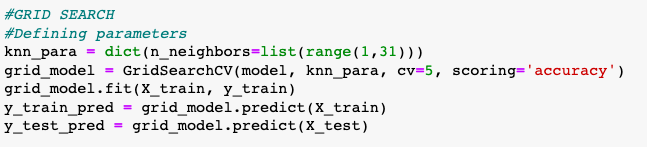 #GRID SEARCH
#Defining parameters
knn_para = dict(n_neighbors=list(range(1,31)))
grid_model = GridSearchCV(model, knn_para, cv=5, scoring='accuracy')
grid_model.fit(X_train, y_train)
y_train_pred = grid_model.predict(X_train)
y_test_pred = grid_model.predict(X_test)